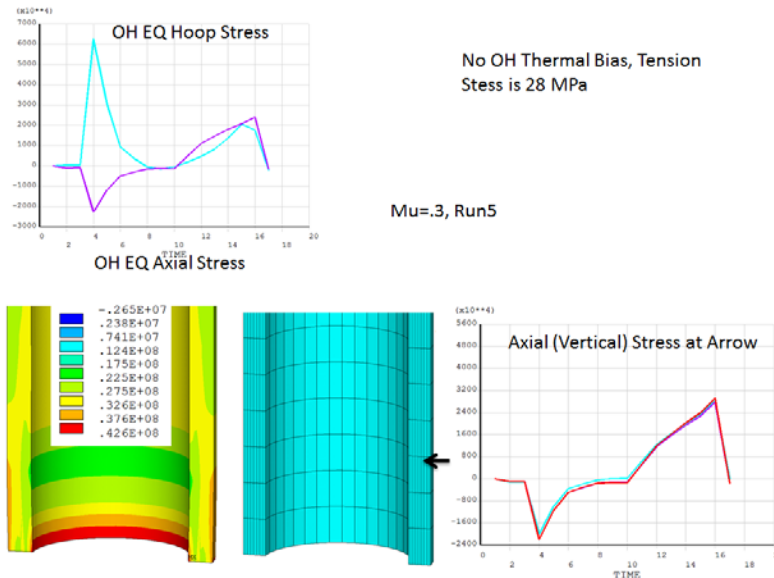 (x10**4)
OH EQ Hoop Stress
7000
6000
5000
4000
3000
2000
1000
0
-1000
-2000
-3000
0 2 4 6 8 10 12 14 16 18 20
TIME
OH EQ Axial Stress
No OH Thermal Bias, Tension
Stess is 28 MPa
Mu=.3, Run5
-.265E+07
.238E+07
.741E+07
.124E+08
.175E+08
.225E+08
.275E+08
.326E+08
.376E+08
.426E+08
(x10**4)
Axial (Vertical) Stress at Arrow
5600
4800
4000
3200
2400
1600
800
0
-800
-1600
-2400
0 2 4 6 8 10 12 14 16 18
TIME